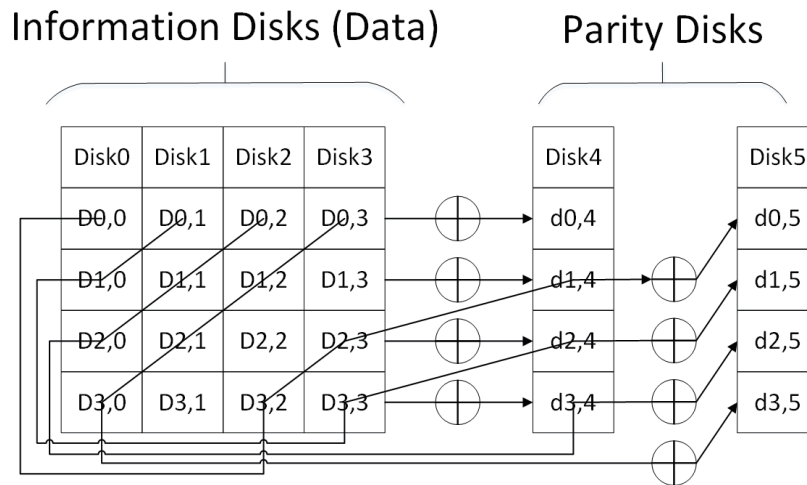 Information Disks (Data) Parity Disks
Disk0 Disk1 Disk2 Disk3 Disk4 Disk5
D0,0 D0,1 D0,2 D0,3 d0,4 d0,5
D1,0 D1,1 D1,2 D1,3 d1,4 d1,5
D2,0 D2,1 D2,2 D2,3 d2,4 d2,5
D3,0 D3,1 D3,2 D3,3 d3,4 d3,5